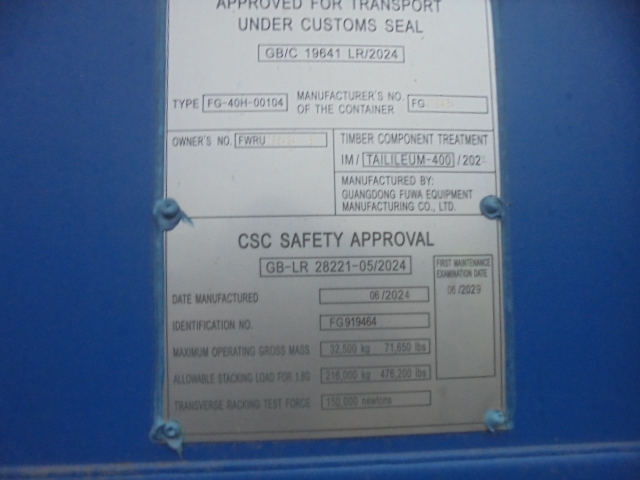 APPROVED FOR TRANSPORT
UNDER CUSTOMS SEAL
GB/C 19641 LR/2024
TYPE FG-40H-00104
MANUFACTURER'S NO. OF THE CONTAINER FG
OWNER'S NO. FWRU
TIMBER COMPONENT TREATMENT
IM / TAILILEUM-400 / 202
MANUFACTURED BY:
GUANGDONG FUWA EQUIPMENT
MANUFACTURING CO., LTD.
CSC SAFETY APPROVAL
GB-LR 28221-05/2024
FIRST MAINTENANCE
EXAMINATION DATE
06 /2029
DATE MANUFACTURED 06 /2024
IDENTIFICATION NO. FG919464
MAXIMUM OPERATING GROSS MASS 32,500 kg 71,650 lbs
ALLOWABLE STACKING LOAD FOR 1.8G 216,000 kg 476,200 lbs
TRANSVERSE RACKING TEST FORCE 150,000 newtons